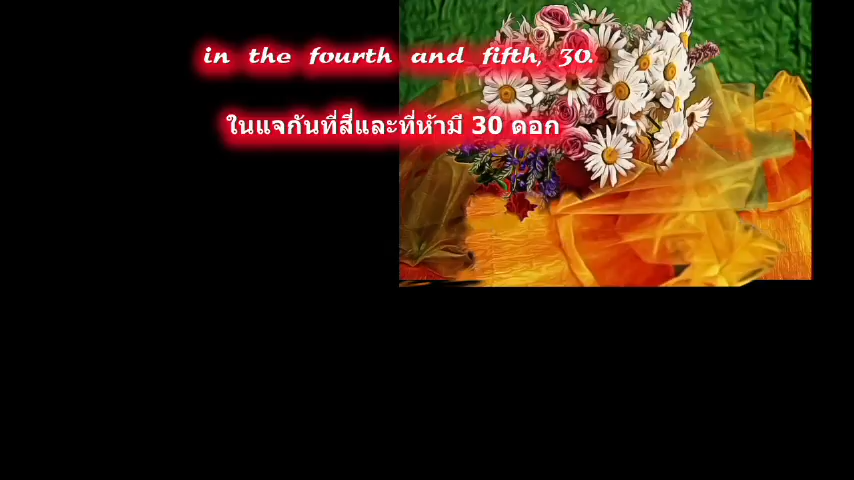 in the fourth and fifth, 30.
ในแจกันที่สี่และที่ห้ามี 30 ดอก